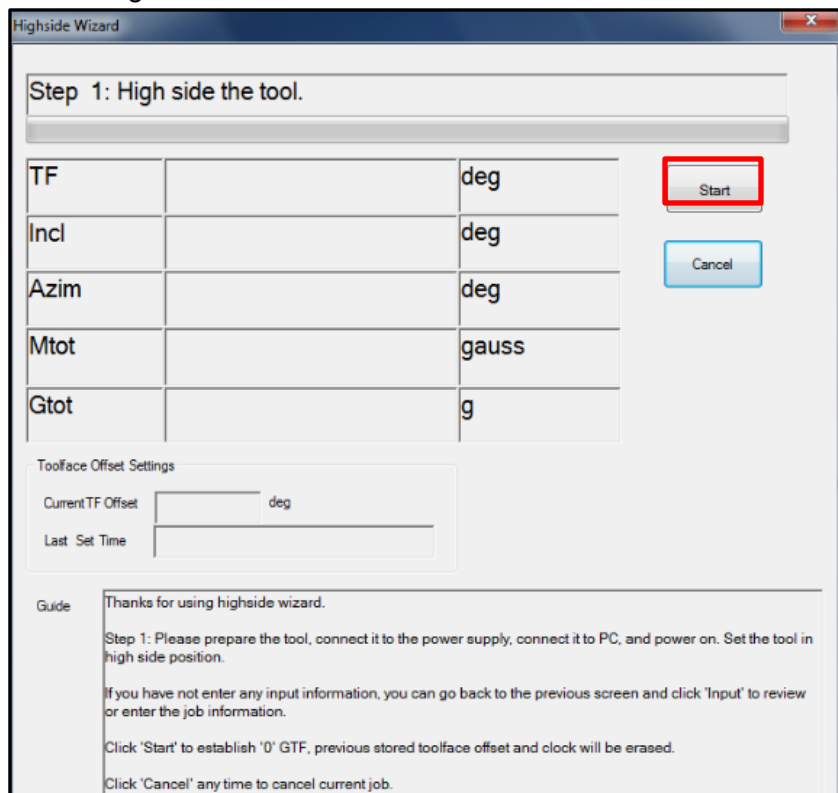 Highside Wizard
x
Step 1: High side the tool.
TF deg
Start
Incl deg
Cancel
Azim deg
Mtot gauss
Gtot g
Toolface Offset Settings
Current TF Offset deg
Last Set Time
Guide
Thanks for using highside wizard.
Step 1: Please prepare the tool, connect it to the power supply, connect it to PC, and power on. Set the tool in
high side position.
If you have not enter any input information, you can go back to the previous screen and click 'Input' to review
or enter the job information.
Click 'Start' to establish '0' GTF, previous stored toolface offset and clock will be erased.
Click 'Cancel' any time to cancel current job.